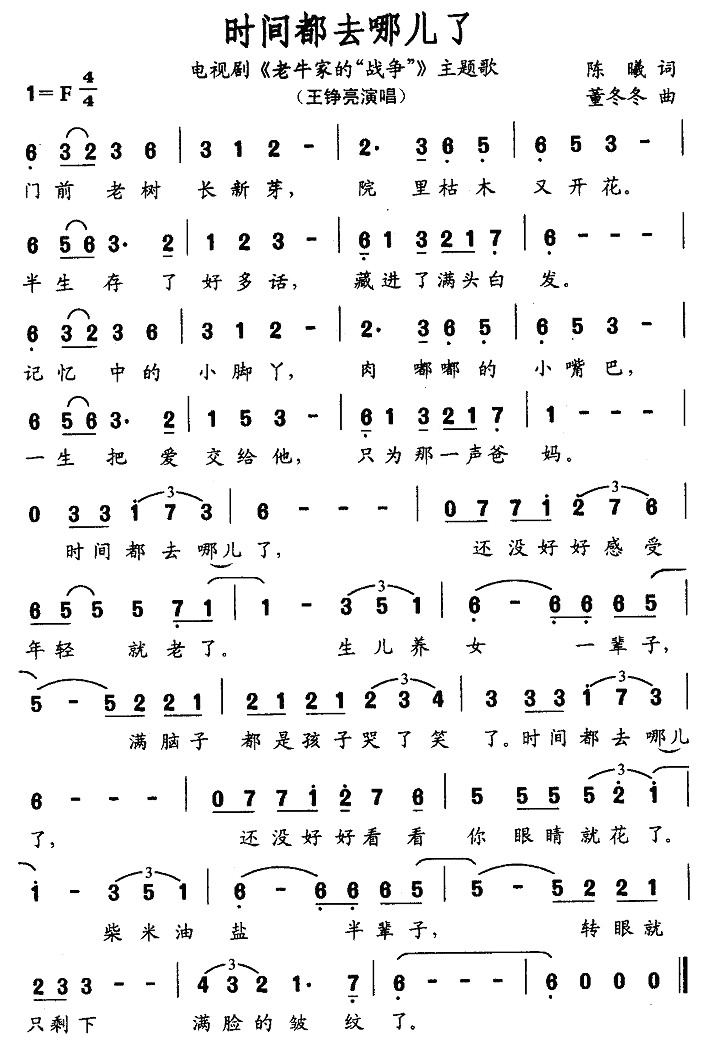 时间都去哪儿了
电视剧《老牛家的“战争”》主题歌 陈曦 词
1=F 4/4 (王铮亮演唱) 董冬冬 曲
6 3 2 3 6 | 3 1 2 - | 2· 3 6 5 | 6 5 3 - |
门前老树长新芽, 院里枯木又开花。
6 5 6 3· 2 | 1 2 3 - | 6 1 3 2 1 7 | 6 - - - |
半生存了好多话, 藏进了满头白发。
6 3 2 3 6 | 3 1 2 - | 2· 3 6 5 | 6 5 3 - |
记忆中的小脚丫, 肉嘟嘟的小嘴巴,
6 5 6 3· 2 | 1 5 3 - | 6 1 3 2 1 7 | 1 - - - |
一生把爱交给他, 只为那一声爸妈。
0 3 3 1 7 3 | 6 - - - | 0 7 7 1 2 7 6 |
时间都去哪儿了, 还没好好感受
6 5 5 5 7 1 | 1 - 3 5 1 | 6 - 6 6 5 |
年轻就老了。 生儿养女一辈子,
5 - 5 2 2 1 | 2 1 2 1 2 3 4 | 3 3 3 1 7 3 |
满脑子都是孩子哭了笑了。时间都去哪儿
6 - - - | 0 7 7 1 2 7 6 | 5 5 5 5 2 1 |
了, 还没好好看看你眼睛就花了。
1 - 3 5 1 | 6 - 6 6 6 5 | 5 - 5 2 2 1 |
柴米油盐半辈子, 转眼就
2 3 3 - - | 4 3 2 1· 7 | 6 - - - | 6 0 0 0 ‖
只剩下满脸的皱纹了。